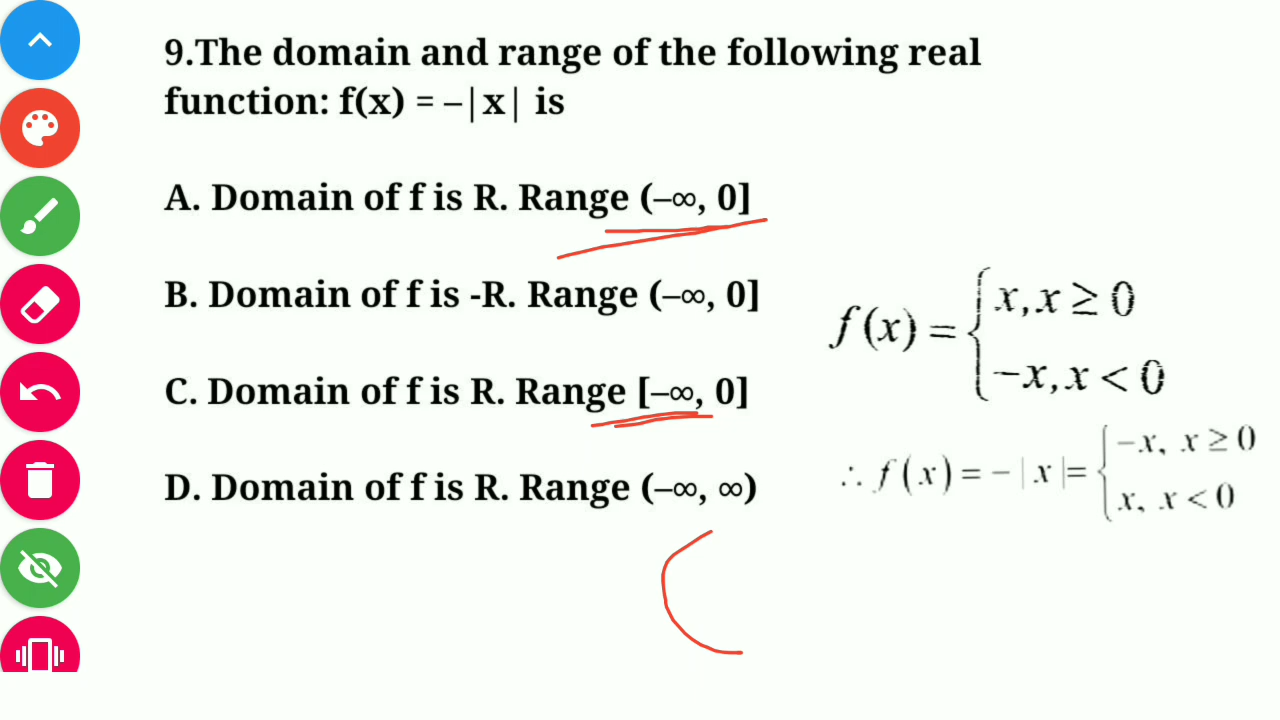 9.The domain and range of the following real
function: f(x) = –|x| is
A. Domain of f is R. Range (–∞, 0]
B. Domain of f is -R. Range (–∞, 0]
C. Domain of f is R. Range [–∞, 0]
D. Domain of f is R. Range (–∞, ∞)
f(x) = { x, x ≥ 0
−x, x < 0
∴ f(x) = − | x |= { −x, x ≥ 0
x, x < 0